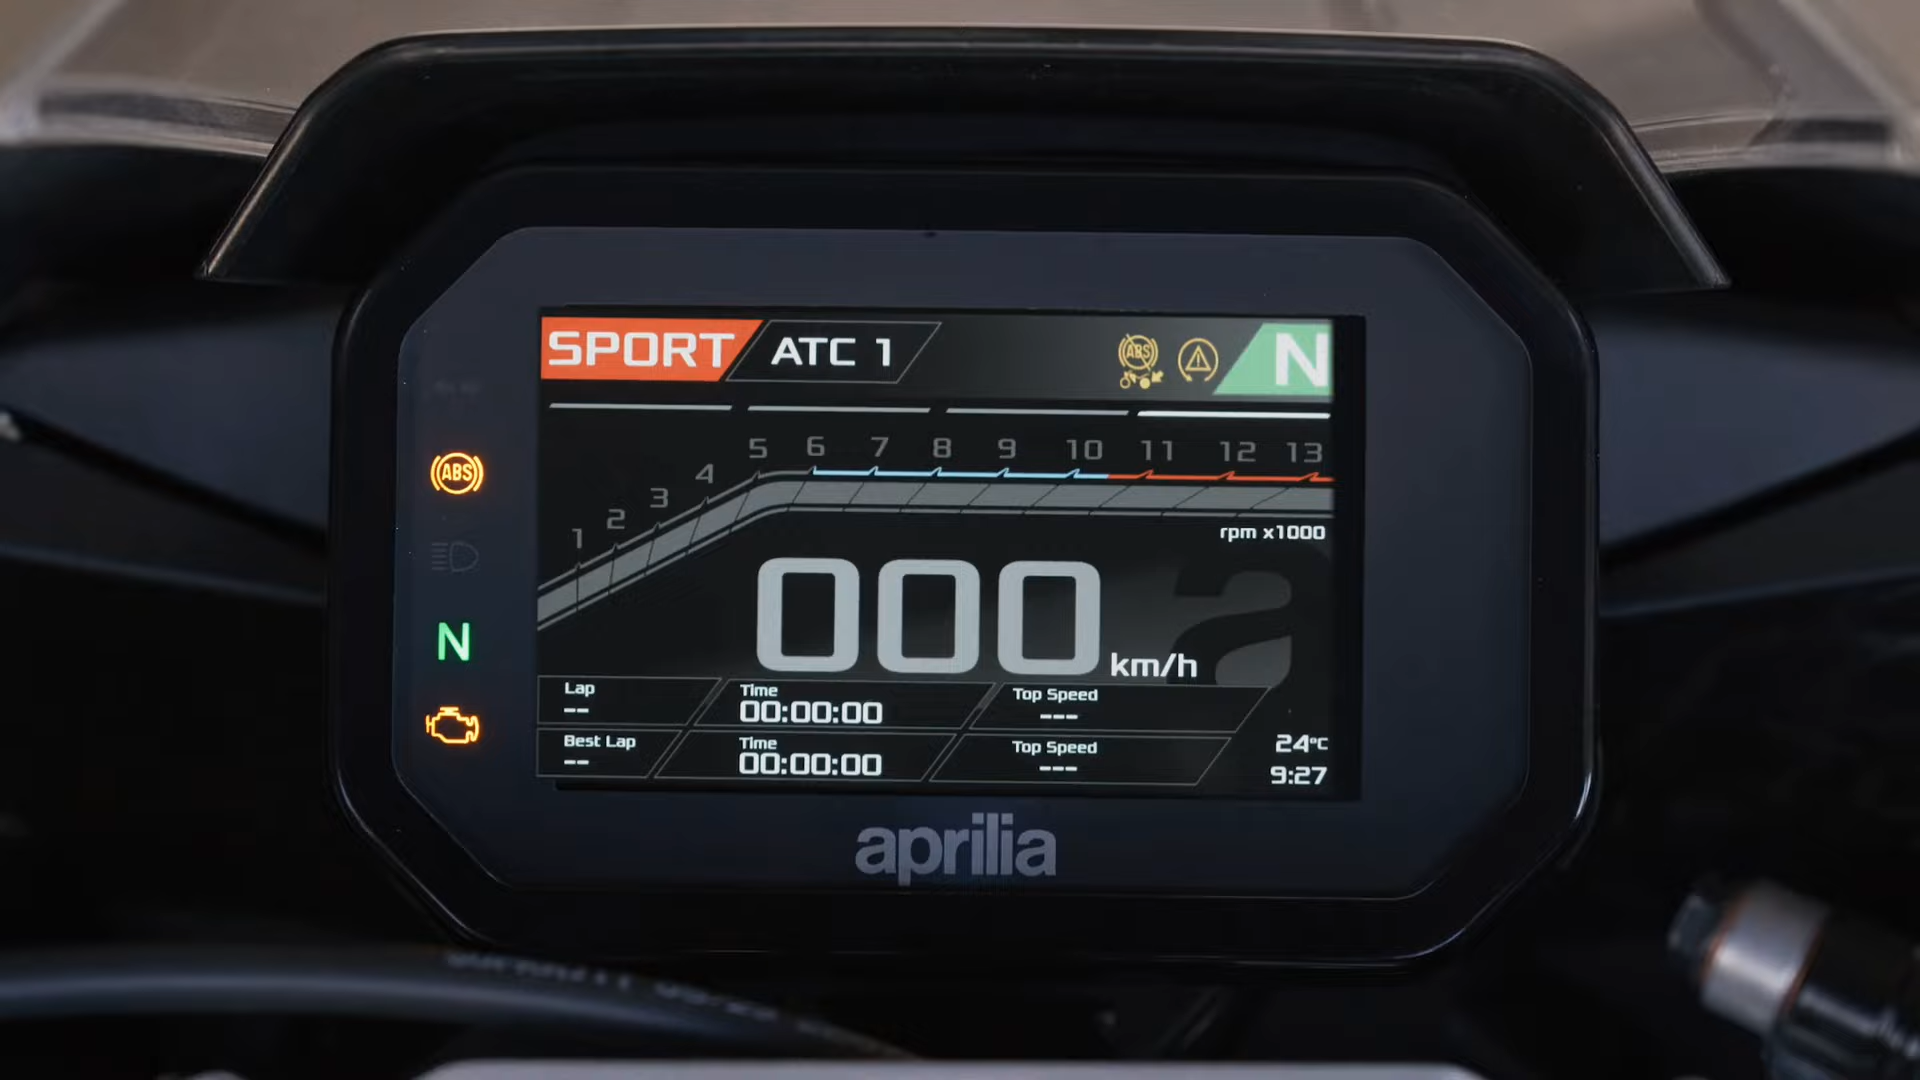 SPORT ATC 1 ABS N
1 2 3 4 5 6 7 8 9 10 11 12 13
ABS
rpm x1000
N
000 km/h
Lap
--
Time
00:00:00
Top Speed
---
Best Lap
--
Time
00:00:00
Top Speed
---
24°C
9:27
aprilia